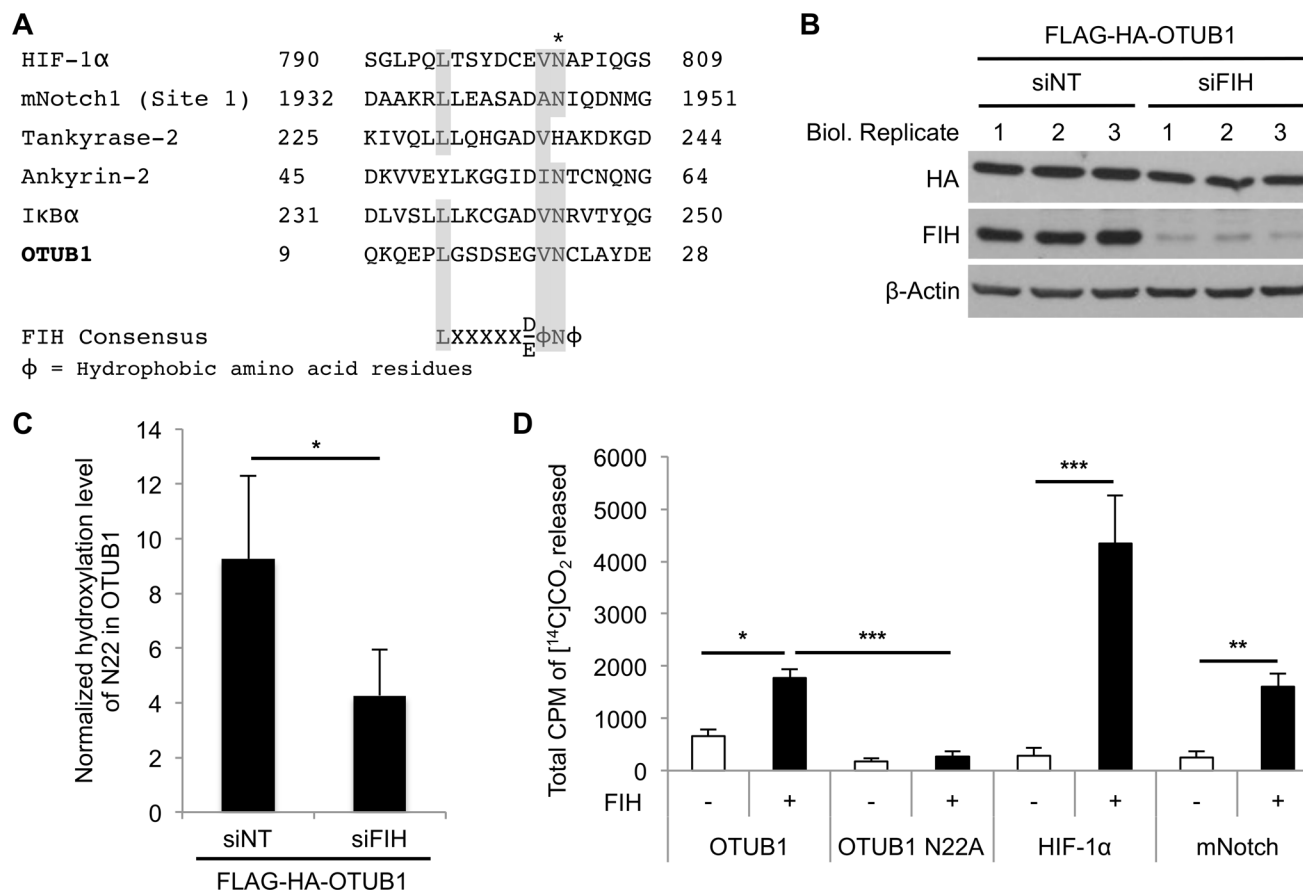 A
*
HIF-1α 790 SGLPQLTSYDCEVNAPIQGS 809
mNotch1 (Site 1) 1932 DAAKRLLEASADANIQDNMG 1951
Tankyrase-2 225 KIVQLLLQHGADVHAKDKGD 244
Ankyrin-2 45 DKVVEYLKGGIDINTCNQNG 64
IκBα 231 DLVSLLLKCGADVNRVTYQG 250
OTUB1 9 QKQEPLGSDSEGVNCLAYDE 28
FIH Consensus LXXXXXD/EϕNϕ
ϕ = Hydrophobic amino acid residues
B
FLAG-HA-OTUB1
siNT siFIH
Biol. Replicate 1 2 3 1 2 3
HA
FIH
β-Actin
C
Normalized hydroxylation level
of N22 in OTUB1
14
12
10
8
6
4
2
0
*
siNT siFIH
FLAG-HA-OTUB1
D
Total CPM of [¹⁴C]CO₂ released
6000
5000
4000
3000
2000
1000
0
* *** *** **
FIH - + - + - + - +
OTUB1 OTUB1 N22A HIF-1α mNotch